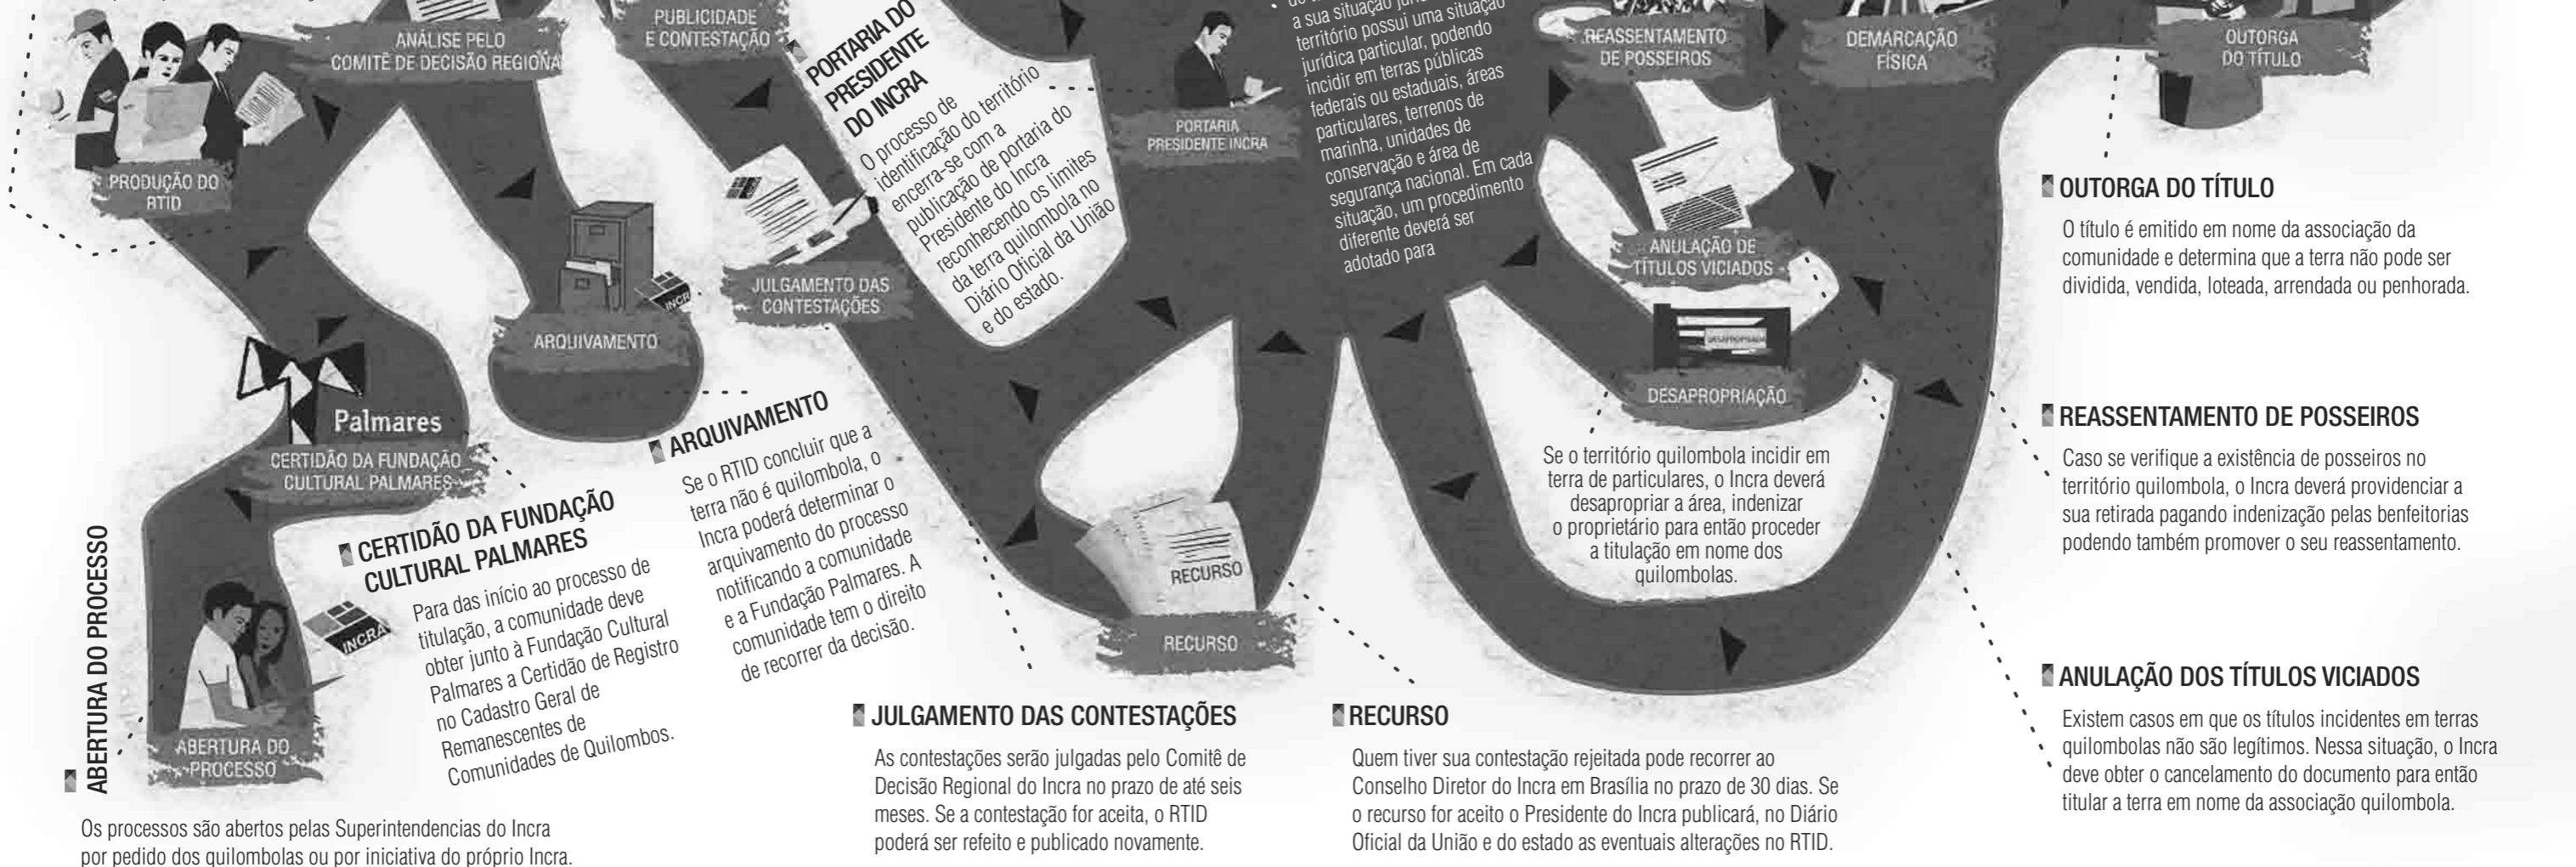 PUBLICIDADE
E CONTESTAÇÃO
ANÁLISE PELO
COMITÊ DE DECISÃO REGIONA
PRODUÇÃO DO
RTID
PORTARIA DO
PRESIDENTE
DO INCRA
O processo de
identificação do território
encerra-se com a
publicação de portaria do
Presidente do Incra
reconhecendo os limites
da terra quilombola no
Diário Oficial da União
e do estado.
PORTARIA
PRESIDENTE INCRA
a sua situação
território possui uma situação
jurídica particular, podendo
incidir em terras públicas
federais ou estaduais, áreas
particulares, terrenos de
marinha, unidades de
conservação e área de
segurança nacional. Em cada
situação, um procedimento
diferente deverá ser
adotado para
REASSENTAMENTO
DE POSSEIROS
DEMARCAÇÃO
FÍSICA
OUTORGA
DO TÍTULO
JULGAMENTO DAS
CONTESTAÇÕES
INCRA
ARQUIVAMENTO
ANULAÇÃO DE
TÍTULOS VICIADOS
DESAPROPRIAÇÃO
Se o território quilombola incidir em
terra de particulares, o Incra deverá
desapropriar a área, indenizar
o proprietário para então proceder
a titulação em nome dos
quilombolas.
OUTORGA DO TÍTULO
O título é emitido em nome da associação da
comunidade e determina que a terra não pode ser
dividida, vendida, loteada, arrendada ou penhorada.
REASSENTAMENTO DE POSSEIROS
Caso se verifique a existência de posseiros no
território quilombola, o Incra deverá providenciar a
sua retirada pagando indenização pelas benfeitorias
podendo também promover o seu reassentamento.
ANULAÇÃO DOS TÍTULOS VICIADOS
Existem casos em que os títulos incidentes em terras
quilombolas não são legítimos. Nessa situação, o Incra
deve obter o cancelamento do documento para então
titular a terra em nome da associação quilombola.
Palmares
CERTIDÃO DA FUNDAÇÃO
CULTURAL PALMARES
ARQUIVAMENTO
Se o RTID concluir que a
terra não é quilombola, o
Incra poderá determinar o
arquivamento do processo
notificando a comunidade
e a Fundação Palmares. A
comunidade tem o direito
de recorrer da decisão.
CERTIDÃO DA FUNDAÇÃO
CULTURAL PALMARES
Para das início ao processo de
titulação, a comunidade deve
obter junto à Fundação Cultural
Palmares a Certidão de Registro
no Cadastro Geral de
Remanescentes de
Comunidades de Quilombos.
INCRA
ABERTURA DO
PROCESSO
ABERTURA DO PROCESSO
Os processos são abertos pelas Superintendencias do Incra
por pedido dos quilombolas ou por iniciativa do próprio Incra.
RECURSO
RECURSO
JULGAMENTO DAS CONTESTAÇÕES
As contestações serão julgadas pelo Comitê de
Decisão Regional do Incra no prazo de até seis
meses. Se a contestação for aceita, o RTID
poderá ser refeito e publicado novamente.
RECURSO
Quem tiver sua contestação rejeitada pode recorrer ao
Conselho Diretor do Incra em Brasília no prazo de 30 dias. Se
o recurso for aceito o Presidente do Incra publicará, no Diário
Oficial da União e do estado as eventuais alterações no RTID.